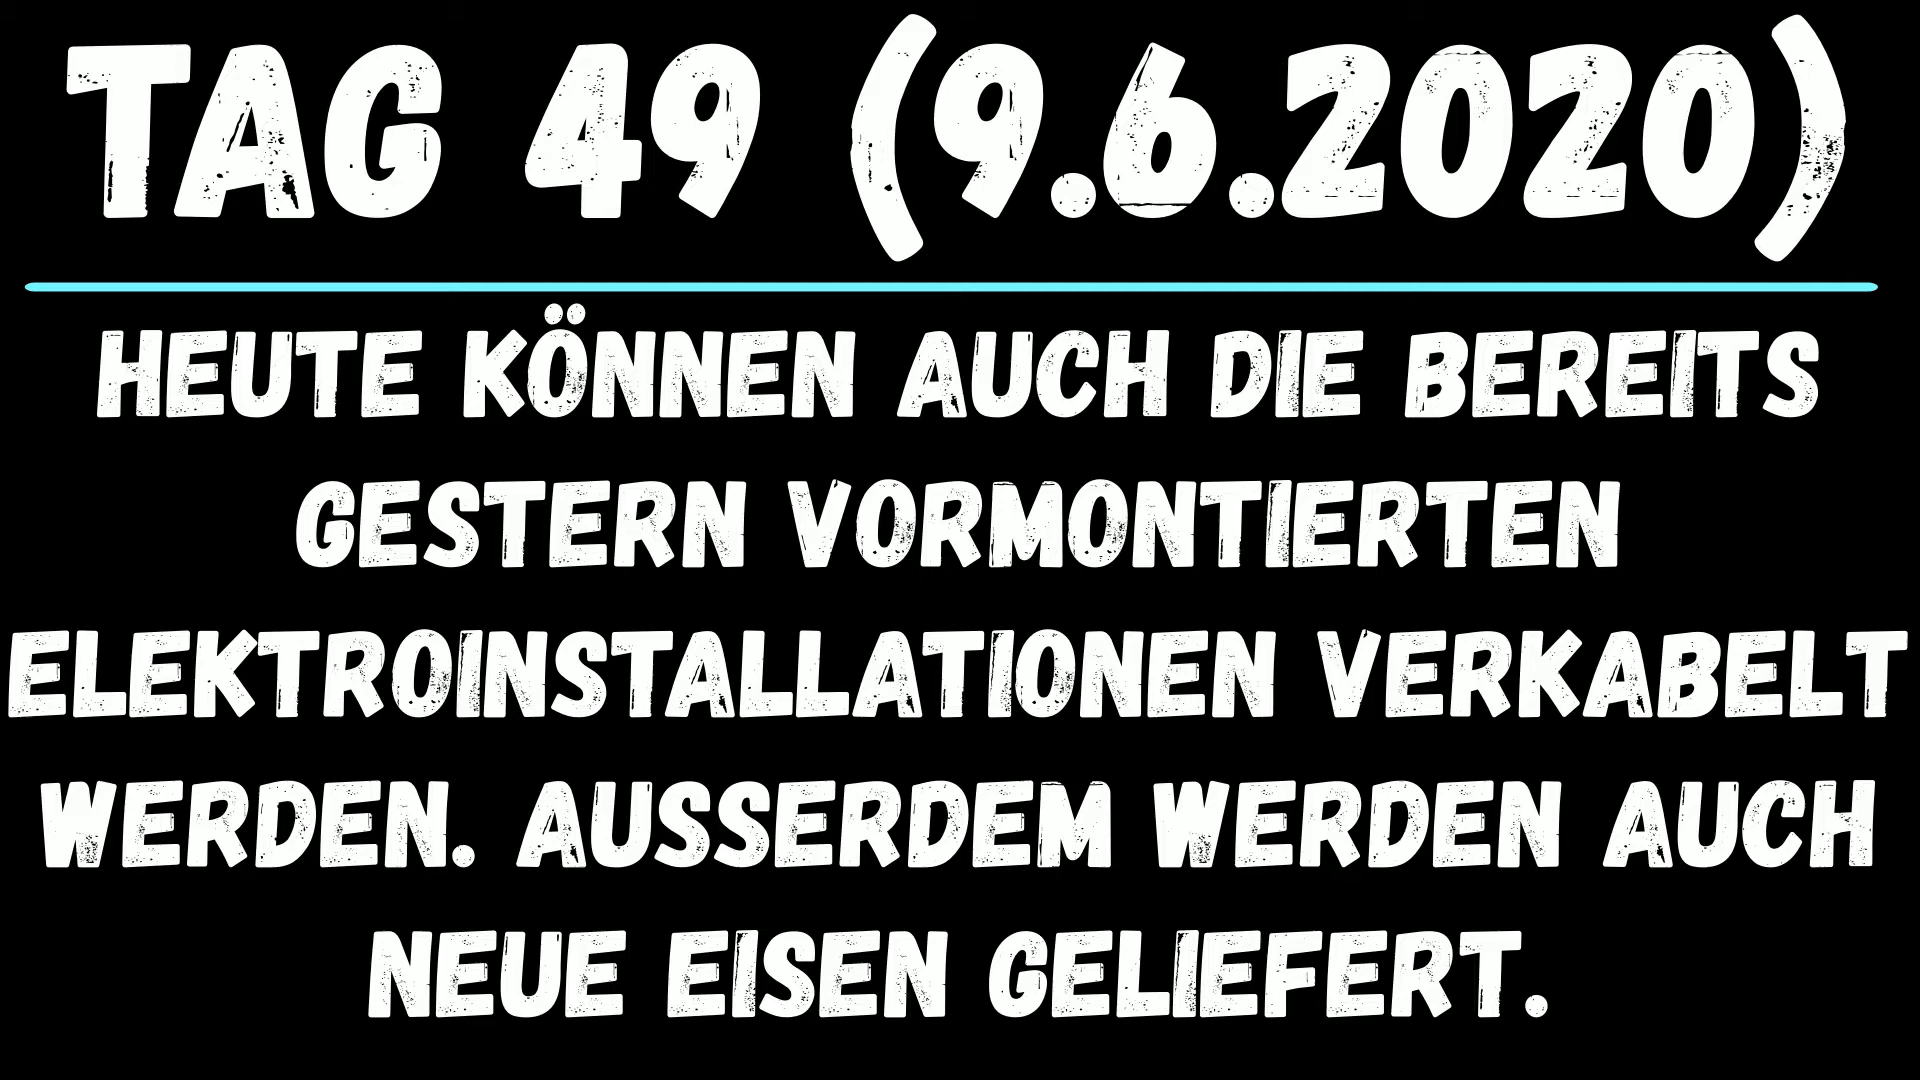 TAG 49 (9.6.2020)
HEUTE KÖNNEN AUCH DIE BEREITS
GESTERN VORMONTIERTEN
ELEKTROINSTALLATIONEN VERKABELT
WERDEN. AUSSERDEM WERDEN AUCH
NEUE EISEN GELIEFERT.